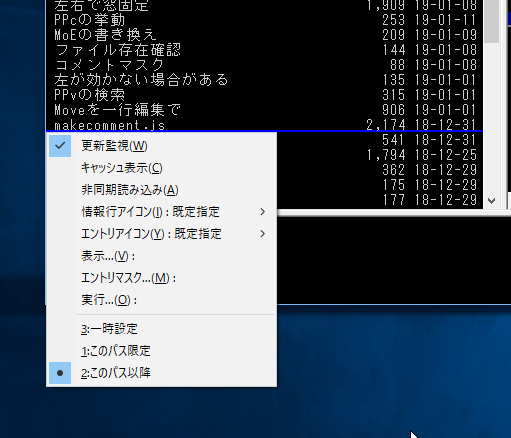 左右で窓固定 1,909 19-01-08
PPcの挙動 253 19-01-11
MoEの書き換え 209 19-01-09
ファイル存在確認 144 19-01-08
コメントマスク 88 19-01-08
左が効かない場合がある 135 19-01-01
PPvの検索 315 19-01-01
Moveを一行編集で 906 19-01-01
makecomment.js 2,174 18-12-31
541 18-12-31
1,794 18-12-25
362 18-12-29
175 18-12-29
177 18-12-29
更新監視(W)
キャッシュ表示(C)
非同期読み込み(A)
情報行アイコン(I) : 既定指定
エントリアイコン(Y) : 既定指定
表示...(V) :
エントリマスク...(M) :
実行...(O) :
3:一時設定
1:このパス限定
2:このパス以降